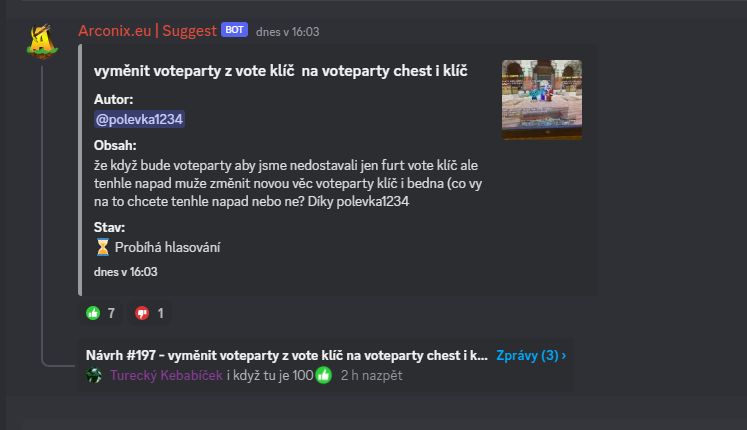 Arconix.eu | Suggest BOT dnes v 16:03
vyměnit voteparty z vote klíč na voteparty chest i klíč
Autor:
@polevka1234
Obsah:
že když bude voteparty aby jsme nedostavali jen furt vote klíč ale
tenhle napad muže změnit novou věc voteparty klíč i bedna (co vy
na to chcete tenhle napad nebo ne? Díky polevka1234
Stav:
⏳ Probíhá hlasování
dnes v 16:03
👍 7 👎 1
Návrh #197 - vyměnit voteparty z vote klíč na voteparty chest i k... Zprávy (3) ›
Turecký Kebabíček i když tu je 100👍 2 h nazpět